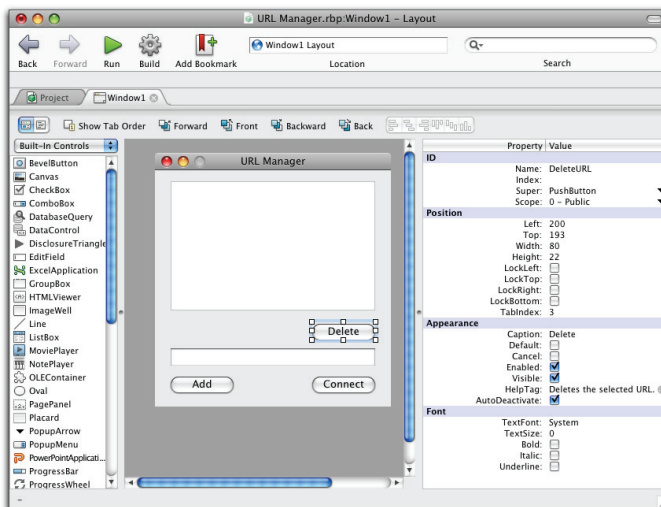 URL Manager.rbp:Window1 – Layout
Back Forward Run Build Add Bookmark
Window1 Layout
Location
Search
Project Window1
Show Tab Order Forward Front Backward Back
Built-In Controls
BevelButton
Canvas
CheckBox
ComboBox
DatabaseQuery
DataControl
DisclosureTriangle
EditField
ExcelApplication
GroupBox
HTMLViewer
ImageWell
Line
ListBox
MoviePlayer
NotePlayer
OLEContainer
Oval
PagePanel
Placard
PopupArrow
PopupMenu
PowerPointApplicati...
ProgressBar
ProgressWheel
URL Manager
Delete
Add Connect
Property Value
ID
Name: DeleteURL
Index:
Super: PushButton
Scope: 0 – Public
Position
Left: 200
Top: 193
Width: 80
Height: 22
LockLeft:
LockTop:
LockRight:
LockBottom:
TabIndex: 3
Appearance
Caption: Delete
Default:
Cancel:
Enabled:
Visible:
HelpTag: Deletes the selected URL.
AutoDeactivate:
Font
TextFont: System
TextSize: 0
Bold:
Italic:
Underline: